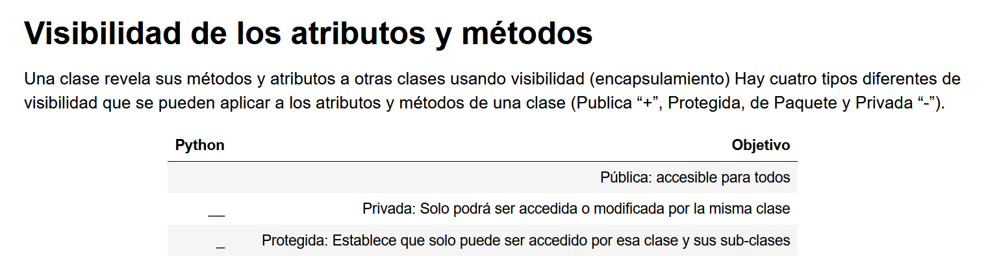 Visibilidad de los atributos y métodos
Una clase revela sus métodos y atributos a otras clases usando visibilidad (encapsulamiento) Hay cuatro tipos diferentes de
visibilidad que se pueden aplicar a los atributos y métodos de una clase (Publica “+”, Protegida, de Paquete y Privada “-”).
Python Objetivo
Pública: accesible para todos
__ Privada: Solo podrá ser accedida o modificada por la misma clase
_ Protegida: Establece que solo puede ser accedido por esa clase y sus sub-clases